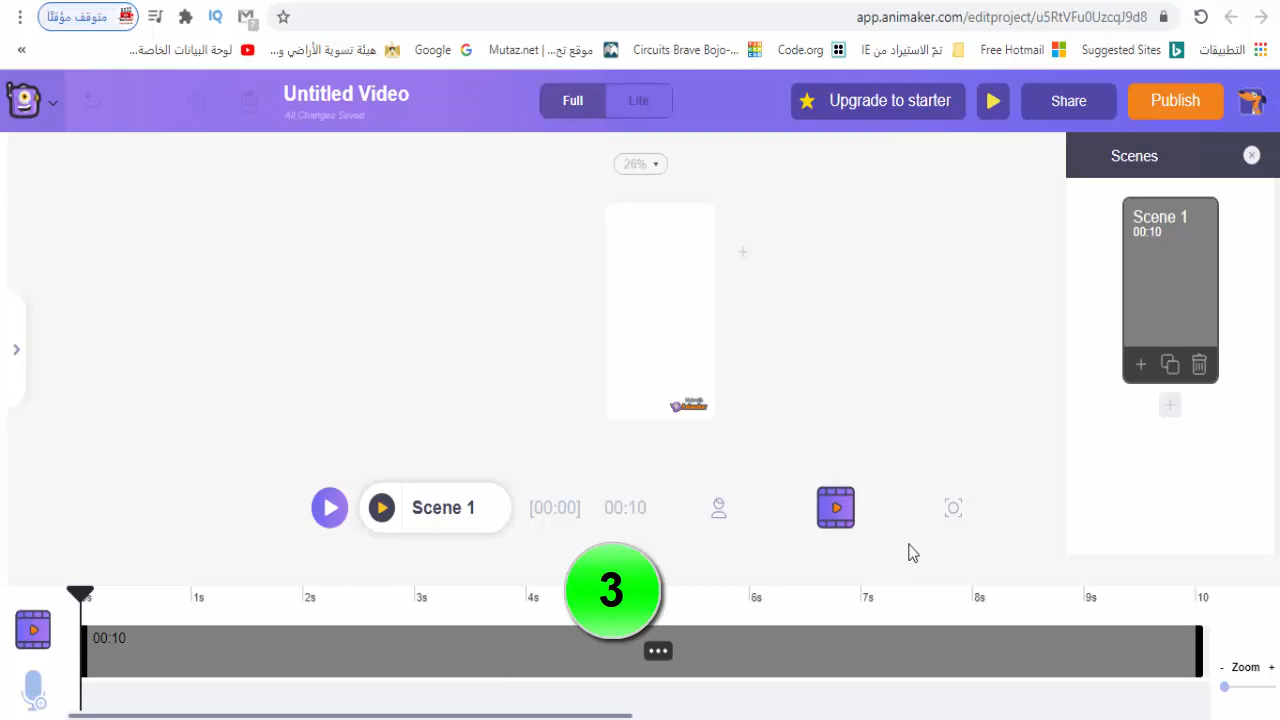 متوقف مؤقتًا
app.animaker.com/editproject/u5RtVFu0UzcqJ9d8
التطبيقات
Suggested Sites
Free Hotmail
تمّ الاستيراد من IE
Code.org
Circuits Brave Bojo-...
موقع تج... | Mutaz.net
Google
هيئة تسوية الأراضي و...
لوحة البيانات الخاصة...
«
Untitled Video
All Changes Saved
Full
Lite
Upgrade to starter
Share
Publish
26%
Scenes
Scene 1
00:10
Animaker
Scene 1
[00:00]
00:10
3
0s
1s
2s
3s
4s
6s
7s
8s
9s
10
00:10
- Zoom +